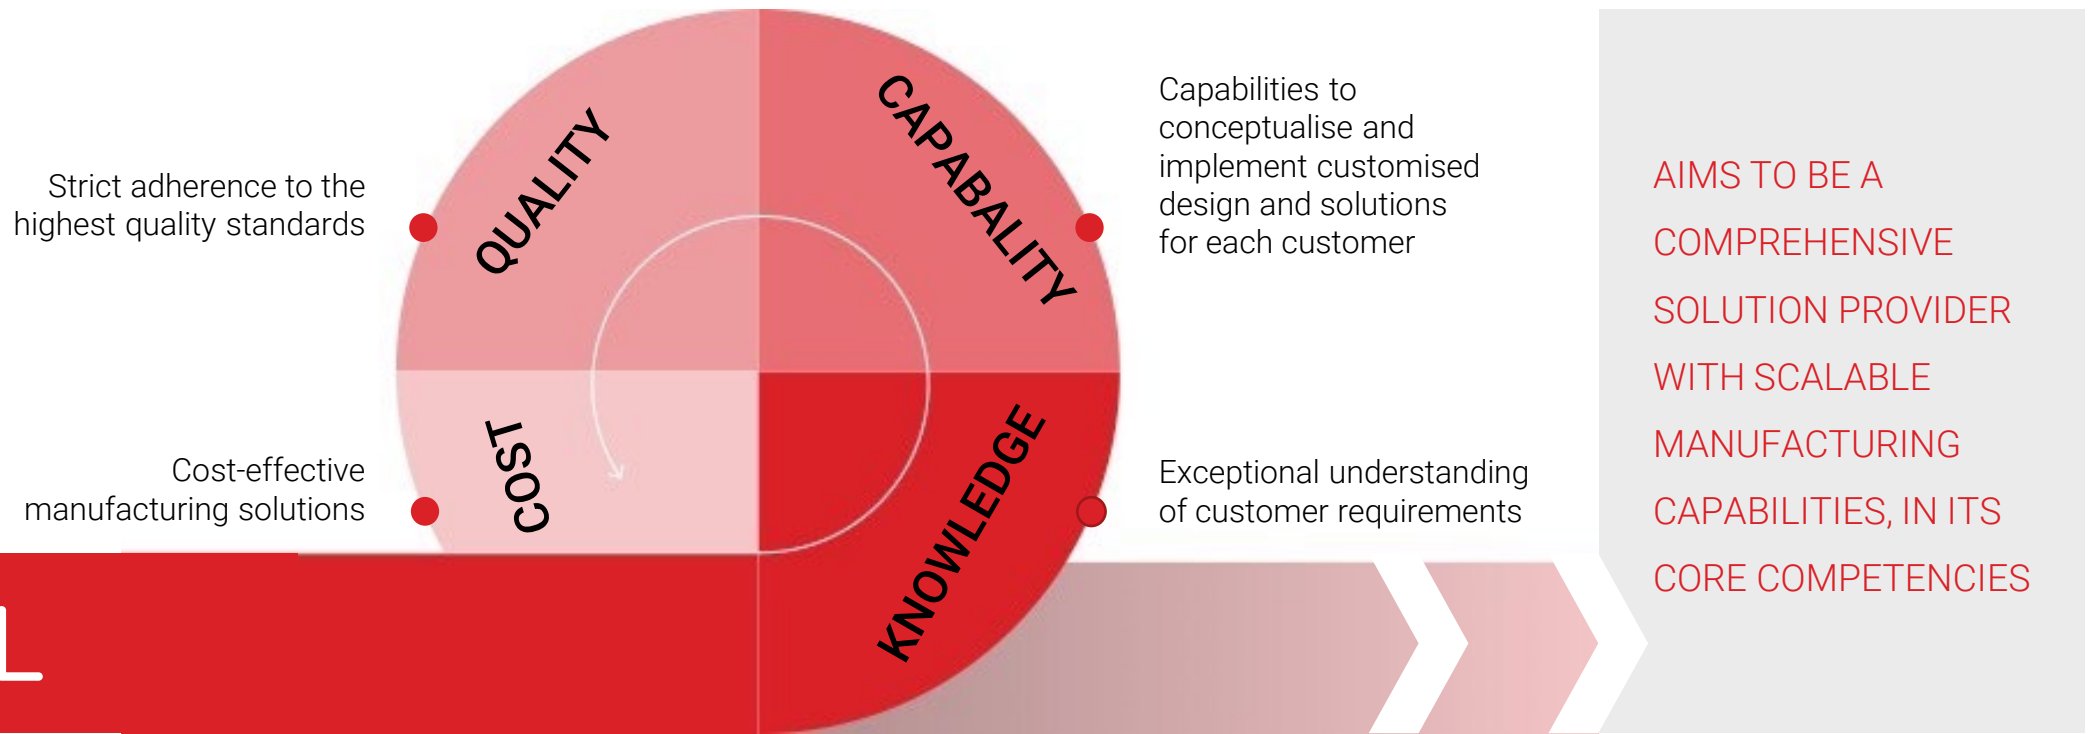 Strict adherence to the
highest quality standards
QUALITY
CAPABALITY
Capabilities to
conceptualise and
implement customised
design and solutions
for each customer
Cost-effective
manufacturing solutions
COST
KNOWLEDGE
Exceptional understanding
of customer requirements
AIMS TO BE A
COMPREHENSIVE
SOLUTION PROVIDER
WITH SCALABLE
MANUFACTURING
CAPABILITIES, IN ITS
CORE COMPETENCIES